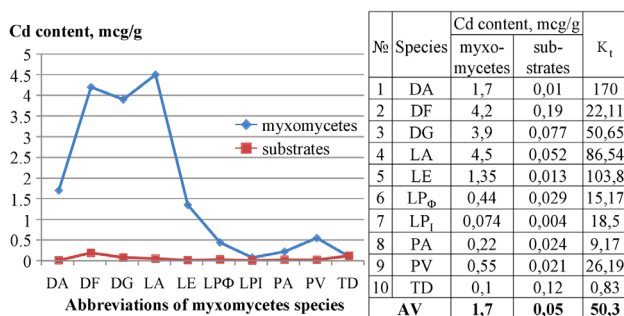 Cd content, mcg/g
5
4.5
4
3.5
3
2.5
2
1.5
1
0.5
0
myxomycetes
substrates
DA DF DG LA LE LPΦ LPI PA PV TD
Abbreviations of myxomycetes species
№ Species Cd content, mcg/g K_t
myxo-mycetes sub-strates
1 DA 1,7 0,01 170
2 DF 4,2 0,19 22,11
3 DG 3,9 0,077 50,65
4 LA 4,5 0,052 86,54
5 LE 1,35 0,013 103,8
6 LP_Φ 0,44 0,029 15,17
7 LP_I 0,074 0,004 18,5
8 PA 0,22 0,024 9,17
9 PV 0,55 0,021 26,19
10 TD 0,1 0,12 0,83
AV 1,7 0,05 50,3